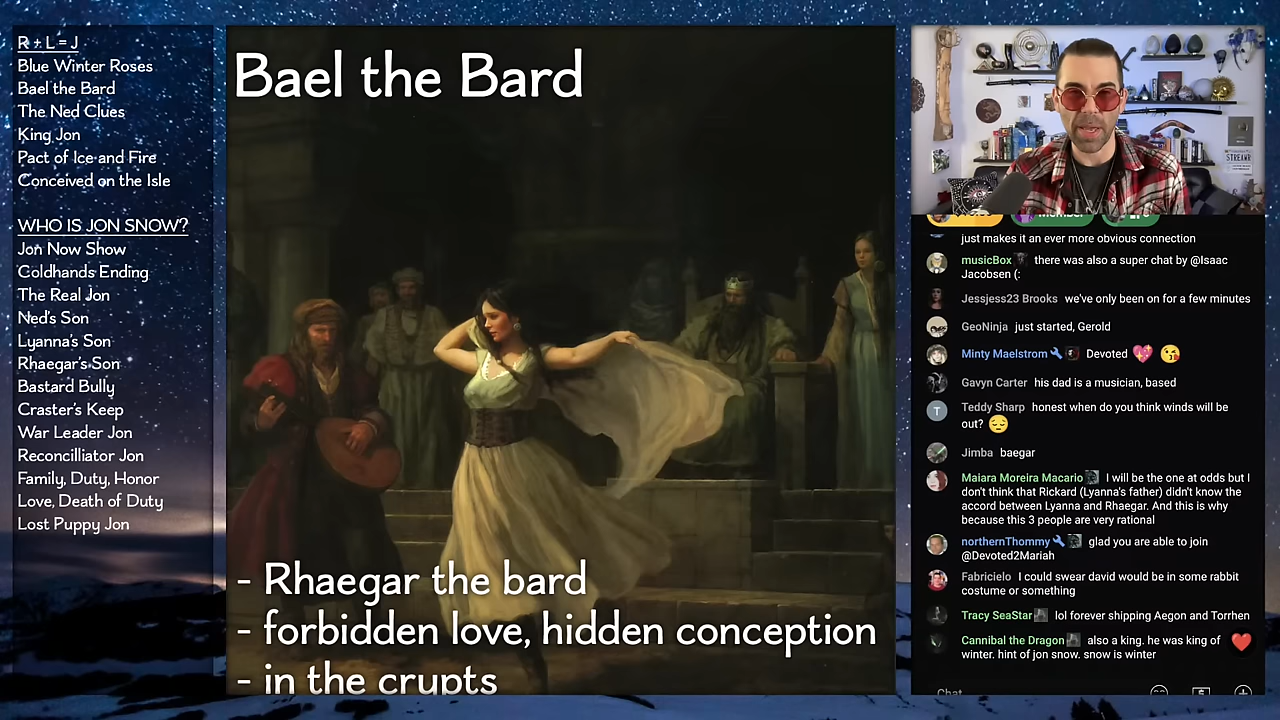 R + L = J
Blue Winter Roses
Bael the Bard
The Ned Clues
King Jon
Pact of Ice and Fire
Conceived on the Isle
WHO IS JON SNOW?
Jon Now Show
Coldhands Ending
The Real Jon
Ned's Son
Lyanna's Son
Rhaegar's Son
Bastard Bully
Craster's Keep
War Leader Jon
Reconcilliator Jon
Family, Duty, Honor
Love, Death of Duty
Lost Puppy Jon
Bael the Bard
- Rhaegar the bard
- forbidden love, hidden conception
- in the crypts
STREAMR
just makes it an ever more obvious connection
musicBox there was also a super chat by @Isaac
Jacobsen (:
Jessjess23 Brooks we've only been on for a few minutes
GeoNinja just started, Gerold
Minty Maelstrom Devoted 💖 😘
Gavyn Carter his dad is a musician, based
T
Teddy Sharp honest when do you think winds will be
out? 😔
Jimba baegar
Maiara Moreira Macario I will be the one at odds but I
don't think that Rickard (Lyanna's father) didn't know the
accord between Lyanna and Rhaegar. And this is why
because this 3 people are very rational
northernThommy glad you are able to join
@Devoted2Mariah
Fabricielo I could swear david would be in some rabbit
costume or something
Tracy SeaStar lol forever shipping Aegon and Torrhen
Cannibal the Dragon also a king. he was king of
winter. hint of jon snow. snow is winter
Chat